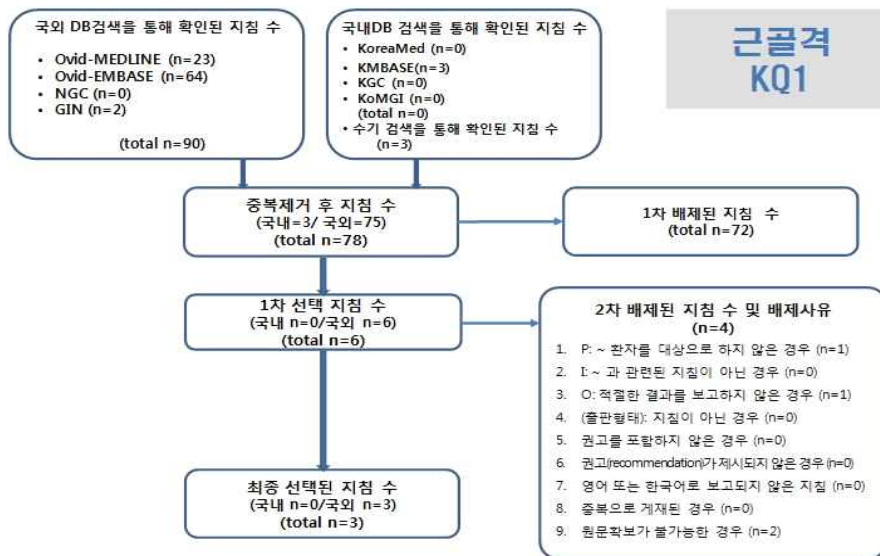 국외 DB검색을 통해 확인된 지침 수
• Ovid-MEDLINE (n=23)
• Ovid-EMBASE (n=64)
• NGC (n=0)
• GIN (n=2)
(total n=90)
국내DB 검색을 통해 확인된 지침 수
• KoreaMed (n=0)
• KMBASE(n=3)
• KGC (n=0)
• KoMGI (n=0)
(total n=0)
• 수기 검색을 통해 확인된 지침 수
(n=3)
근골격
KQ1
중복제거 후 지침 수
(국내=3/ 국외=75)
(total n=78)
1차 배제된 지침 수
(total n=72)
1차 선택 지침 수
(국내 n=0/국외 n=6)
(total n=6)
2차 배제된 지침 수 및 배제사유
(n=4)
1. P: ~ 환자를 대상으로 하지 않은 경우 (n=1)
2. I: ~ 과 관련된 지침이 아닌 경우 (n=0)
3. O: 적절한 결과를 보고하지 않은 경우 (n=1)
4. (출판형태): 지침이 아닌 경우 (n=0)
5. 권고를 포함하지 않은 경우 (n=0)
6. 권고(recommendation)가 제시되지 않은 경우 (n=0)
7. 영어 또는 한국어로 보고되지 않은 지침 (n=0)
8. 중복으로 게재된 경우 (n=0)
9. 원문확보가 불가능한 경우 (n=2)
최종 선택된 지침 수
(국내 n=0/국외 n=3)
(total n=3)